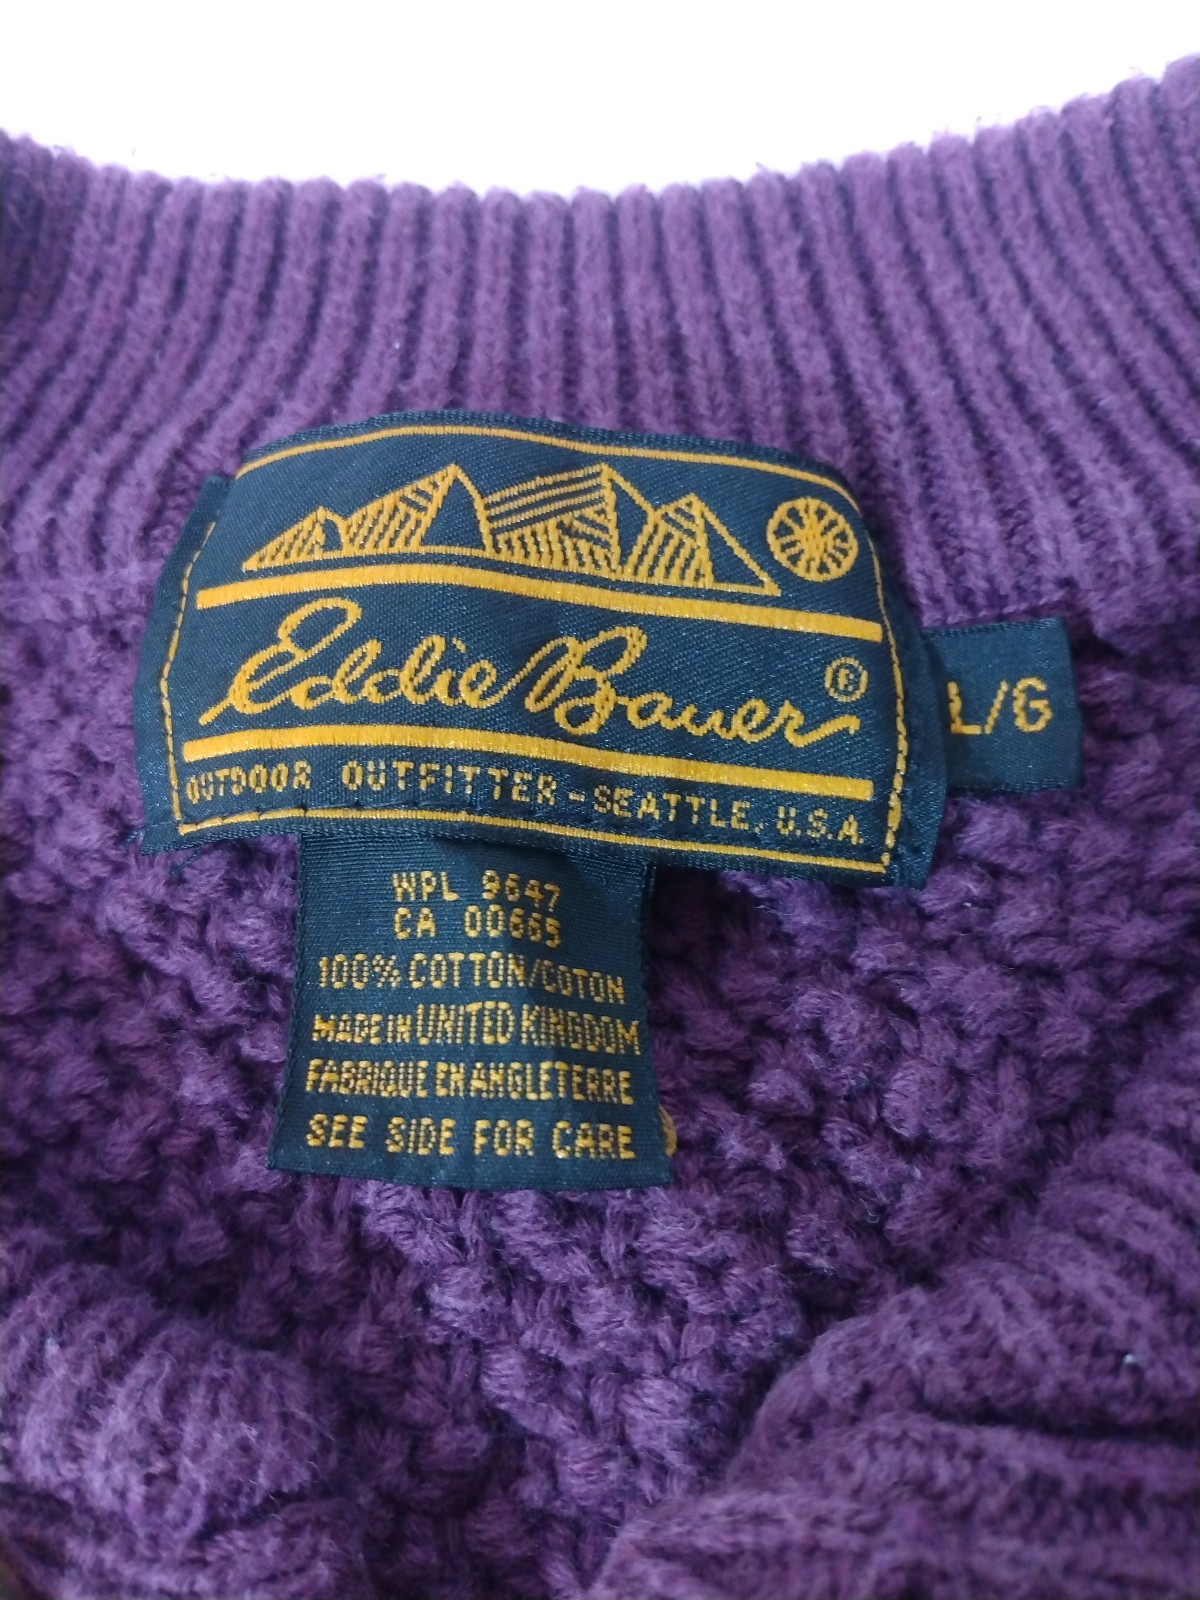 Eddie Bauer ®
OUTDOOR OUTFITTER - SEATTLE, U.S.A.
L/G
WPL 9647
CA 00665
100% COTTON/COTON
MADE IN UNITED KINGDOM
FABRIQUE EN ANGLETERRE
SEE SIDE FOR CARE